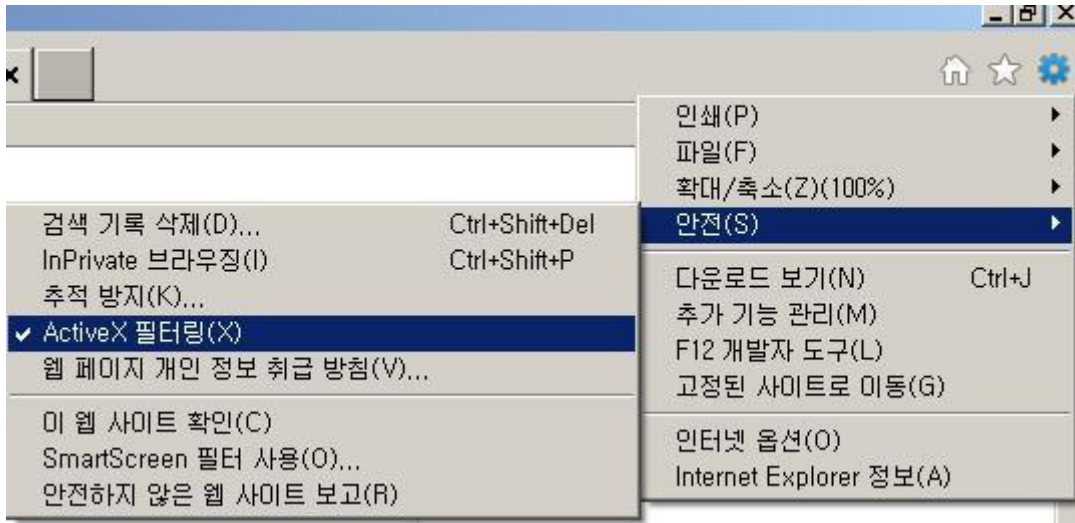 인쇄(P)
파일(F)
확대/축소(Z)(100%)
안전(S)
다운로드 보기(N) Ctrl+J
추가 기능 관리(M)
F12 개발자 도구(L)
고정된 사이트로 이동(G)
인터넷 옵션(O)
Internet Explorer 정보(A)
검색 기록 삭제(D)... Ctrl+Shift+Del
InPrivate 브라우징(I) Ctrl+Shift+P
추적 방지(K)...
ActiveX 필터링(X)
웹 페이지 개인 정보 취급 방침(V)...
이 웹 사이트 확인(C)
SmartScreen 필터 사용(O)...
안전하지 않은 웹 사이트 보고(R)